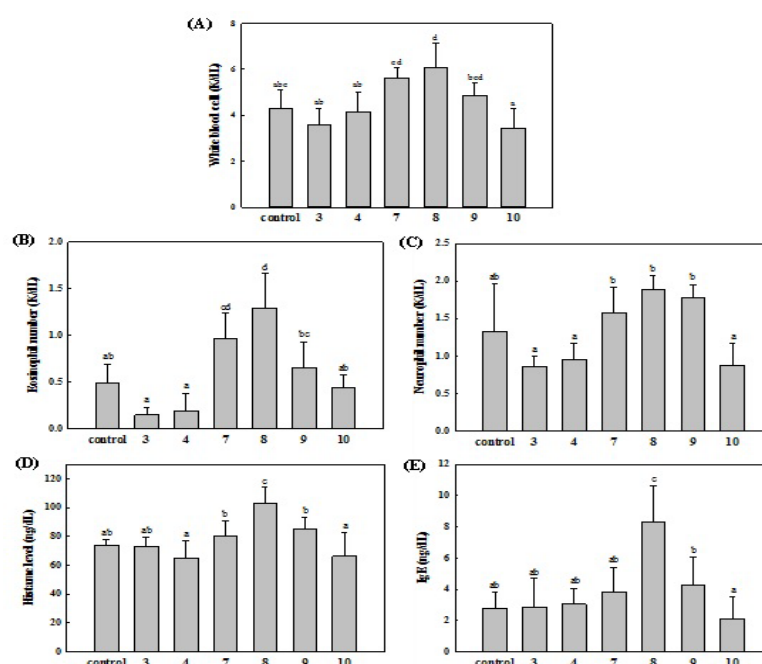 (A)
White blood cell (K/dL)
8
6
4
2
0
abc
ab
ab
cd
d
bcd
a
control 3 4 7 8 9 10
(B)
Eosinophil number (K/dL)
2.0
1.5
1.0
0.5
0.0
ab
a
a
cd
d
bc
ab
control 3 4 7 8 9 10
(C)
Neurophil number (K/dL)
2.5
2.0
1.5
1.0
0.5
0.0
ab
a
a
b
b
b
a
control 3 4 7 8 9 10
(D)
Histame level (ng/dL)
120
100
80
60
40
20
0
ab
ab
a
b
c
b
a
control 3 4 7 8 9 10
(E)
IgE (ng/dL)
12
10
8
6
4
2
0
ab
ab
ab
ab
c
b
a
control 3 4 7 8 9 10